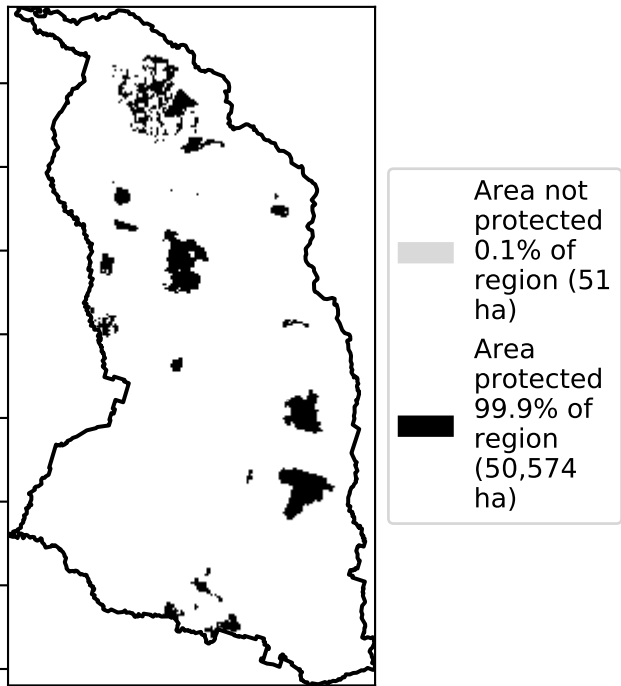 Area not
protected
0.1% of
region (51
ha)
Area
protected
99.9% of
region
(50,574
ha)